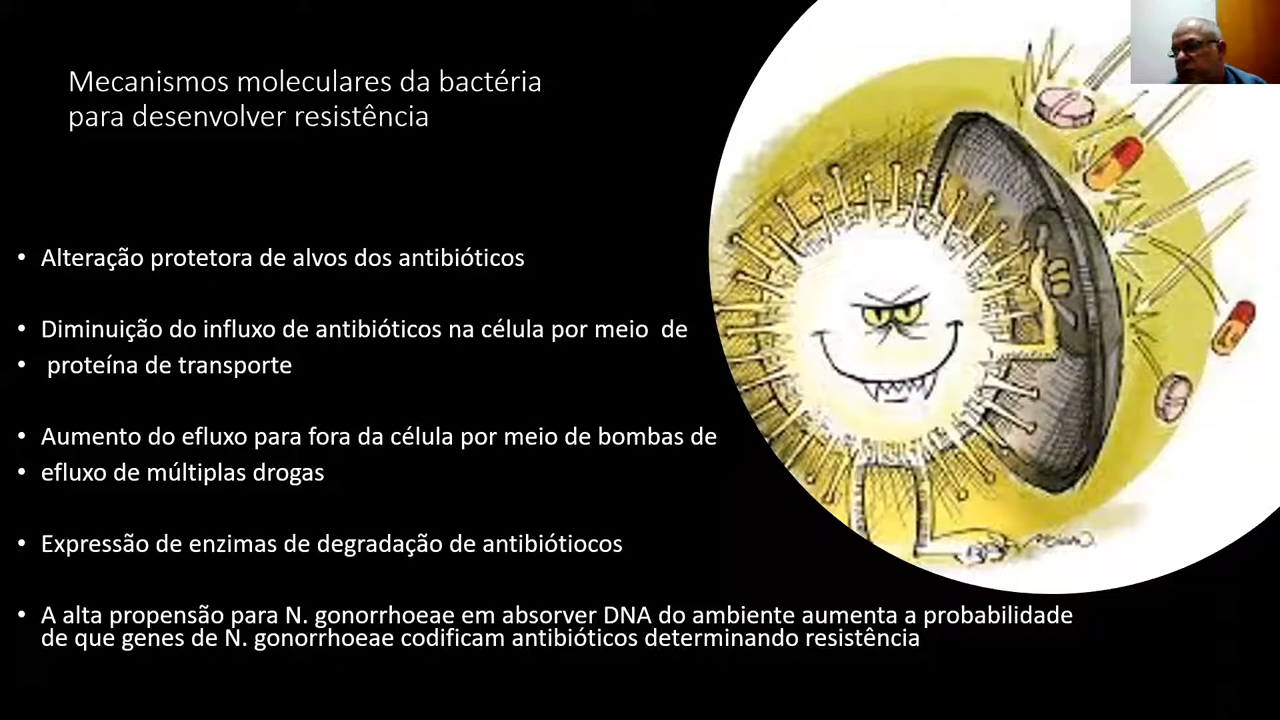 Mecanismos moleculares da bactéria
para desenvolver resistência
• Alteração protetora de alvos dos antibióticos
• Diminuição do influxo de antibióticos na célula por meio de
• proteína de transporte
• Aumento do efluxo para fora da célula por meio de bombas de
• efluxo de múltiplas drogas
• Expressão de enzimas de degradação de antibiótiocos
• A alta propensão para N. gonorrhoeae em absorver DNA do ambiente aumenta a probabilidade
de que genes de N. gonorrhoeae codificam antibióticos determinando resistência